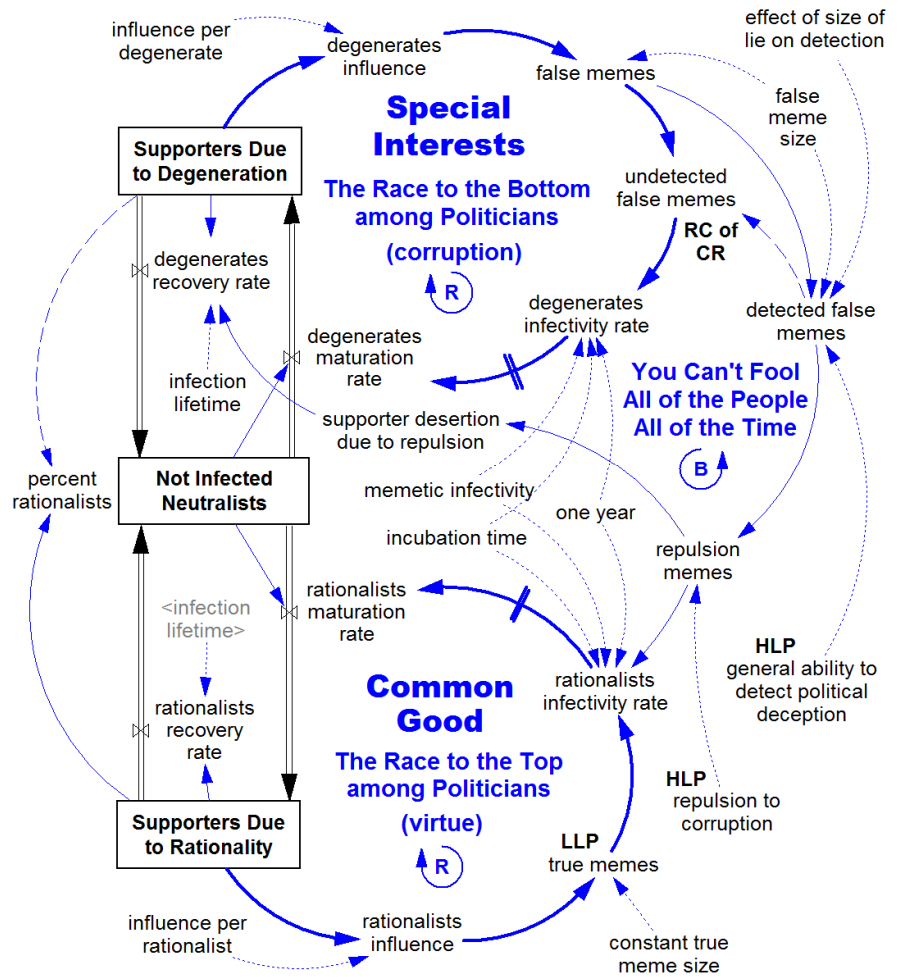 influence per
degenerate
degenerates
influence
false memes
effect of size of
lie on detection
false
meme
size
Special
Interests
Supporters Due
to Degeneration
The Race to the Bottom
among Politicians
(corruption)
R
undetected
false memes
RC of
CR
degenerates
recovery rate
degenerates
infectivity rate
detected false
memes
degenerates
maturation
rate
infection
lifetime
supporter desertion
due to repulsion
You Can't Fool
All of the People
All of the Time
B
percent
rationalists
Not Infected
Neutralists
memetic infectivity
one year
incubation time
repulsion
memes
rationalists
maturation
rate
<infection
lifetime>
HLP
general ability to
detect political
deception
rationalists
infectivity rate
Common
Good
rationalists
recovery
rate
The Race to the Top
among Politicians
(virtue)
R
HLP
repulsion to
corruption
Supporters Due
to Rationality
LLP
true memes
influence per
rationalist
rationalists
influence
constant true
meme size